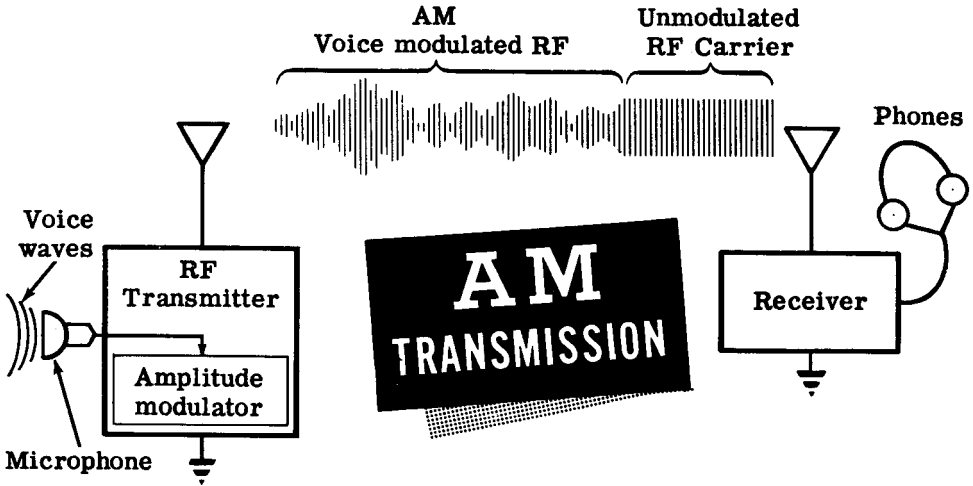 AM
Voice modulated RF
Unmodulated
RF Carrier
Phones
Voice
waves
RF
Transmitter
Amplitude
modulator
Microphone
AM
TRANSMISSION
Receiver